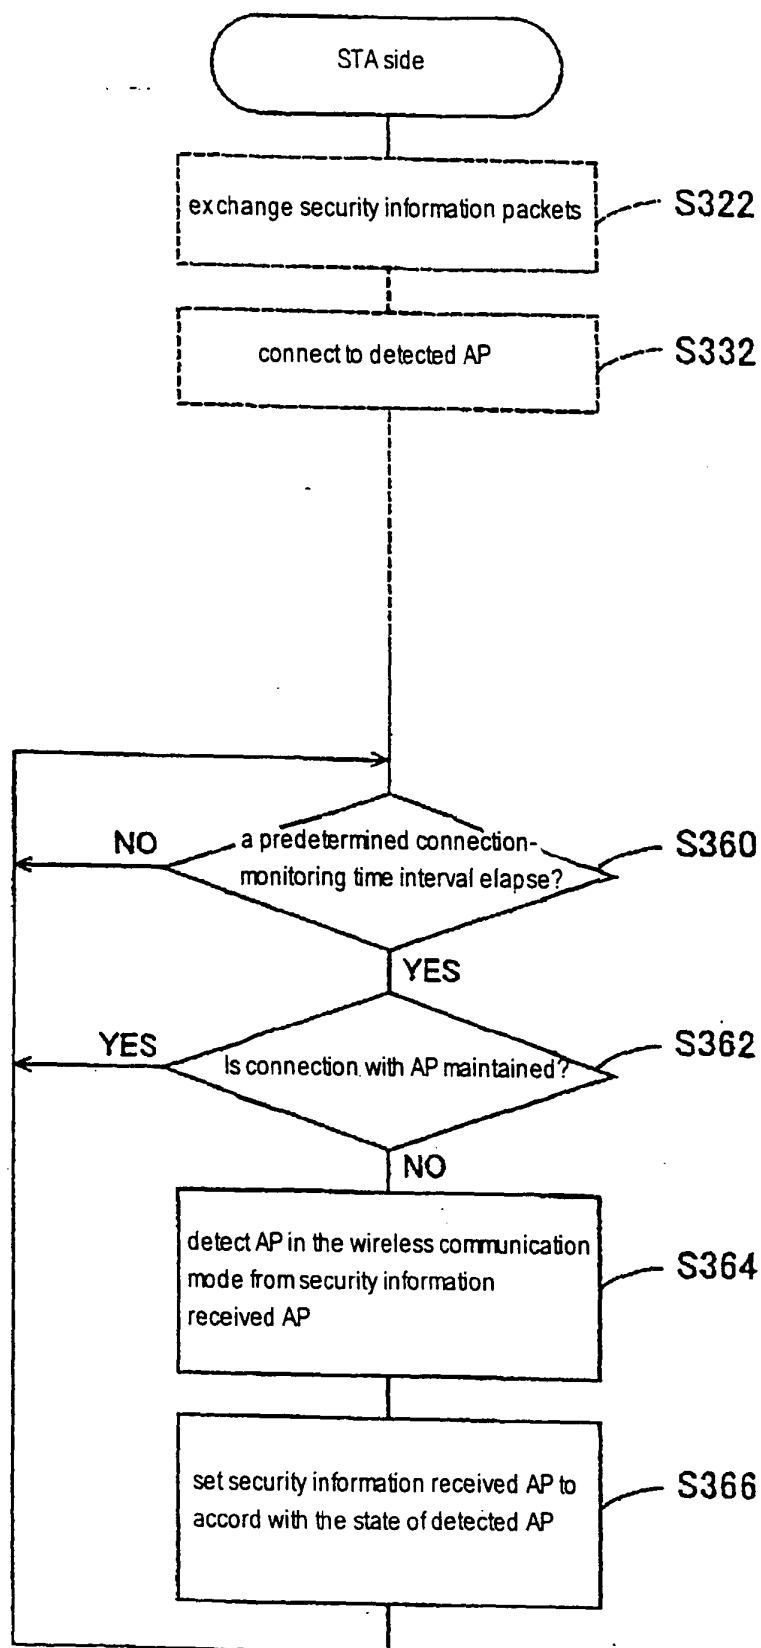 STA side
exchange security information packets
S322
connect to detected AP
S332
NO
a predetermined connection-
monitoring time interval elapse?
S360
YES
YES
Is connection with AP maintained?
S362
NO
detect AP in the wireless communication
mode from security information
received AP
S364
set security information received AP to
accord with the state of detected AP
S366